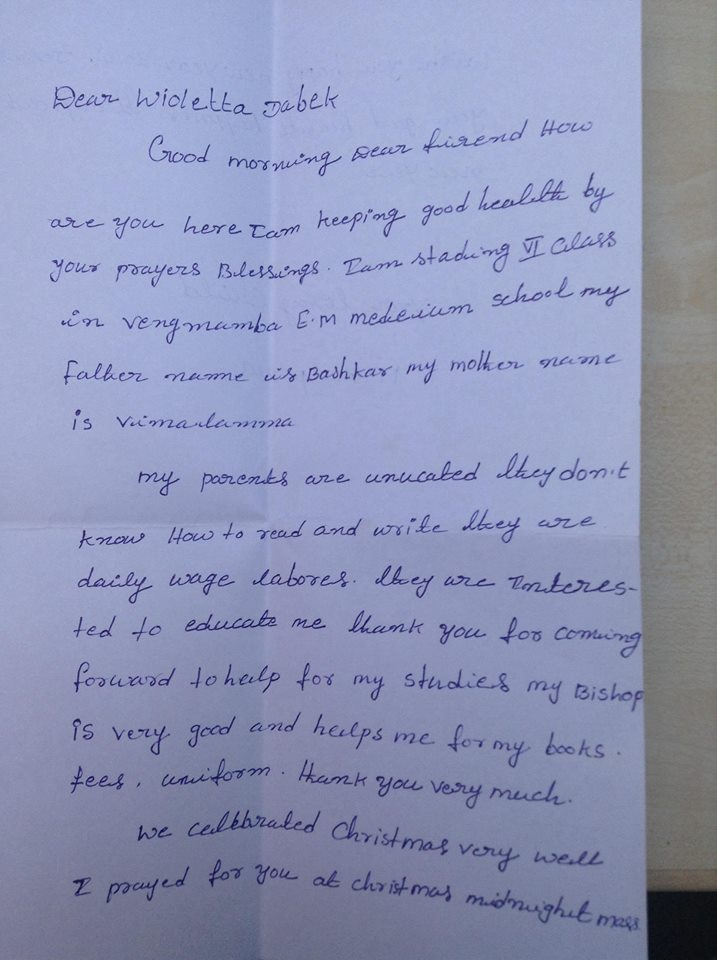 Dear Wioletta Dabek
Good morning Dear firend How
are you here Iam keeping good health by
your prayers Blessings. Iam stading VI Class
in vengmamba E.M mederium school my
father name is Bashkar my mother name
is vimalamma
my parents are unucated they don't
know How to read and write they are
daily wage labores. they are Interes-
ted to educate me thank you for coming
forward to help for my studies my Bishop
is very good and helps me for my books.
fees, uniform. thank you very much.
We celebbrated Christmas very well
I prayed for you at christmas midnight mass.